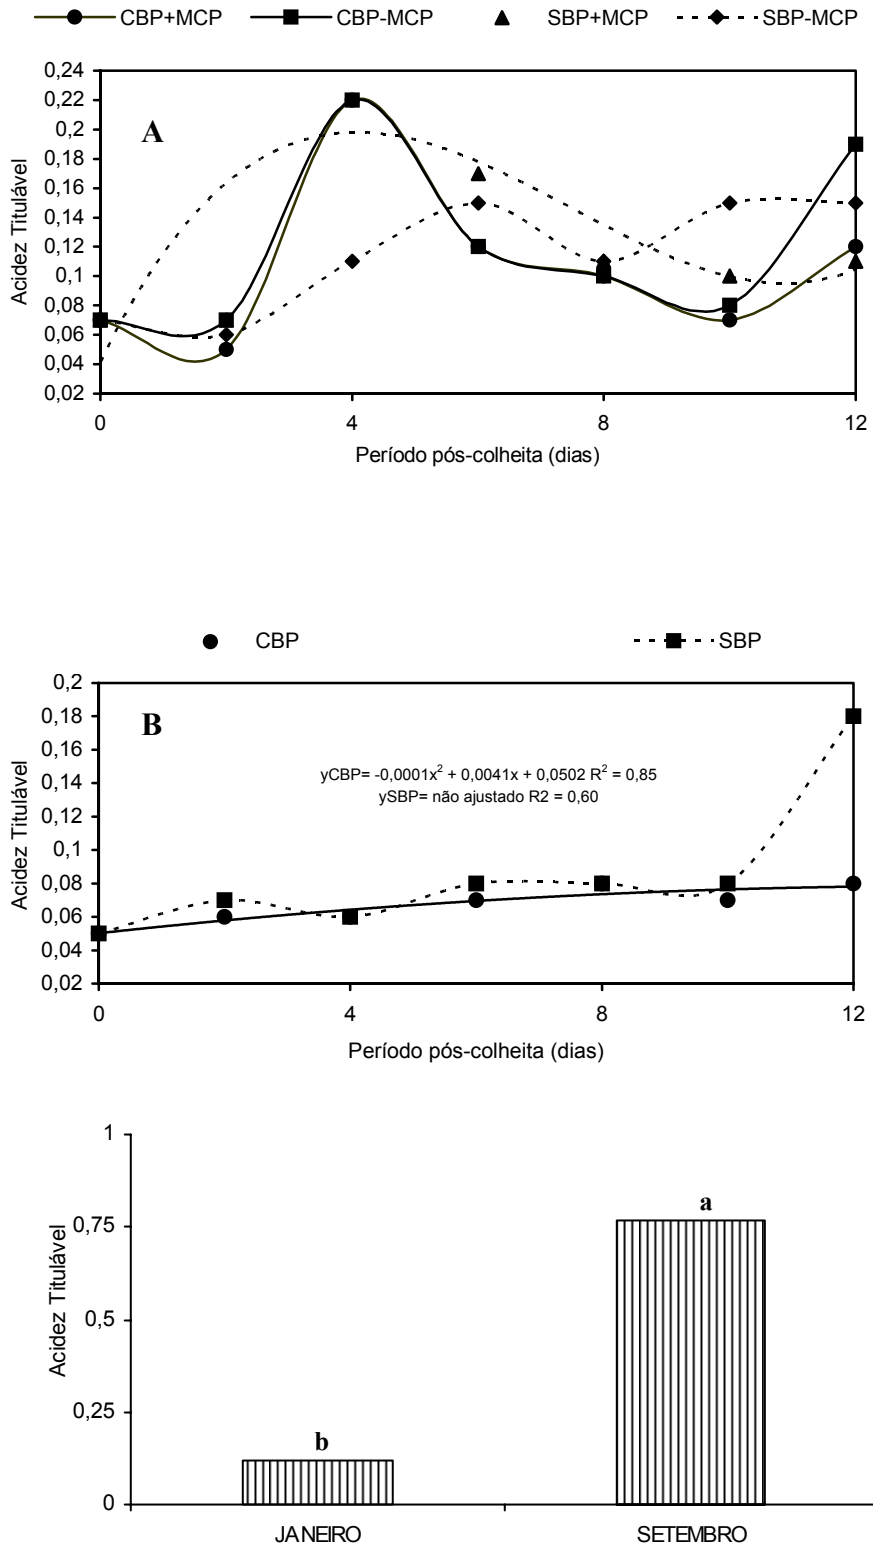 CBP+MCP CBP-MCP SBP+MCP SBP-MCP
0,24
0,22
0,2
0,18
0,16
0,14
0,12
0,1
0,08
0,06
0,04
0,02
A
Acidez Titulável
0 4 8 12
Período pós-colheita (dias)
CBP SBP
0,2
0,18
0,16
0,14
0,12
0,1
0,08
0,06
0,04
0,02
B
yCBP= -0,0001x² + 0,0041x + 0,0502 R² = 0,85
ySBP= não ajustado R2 = 0,60
Acidez Titulável
0 4 8 12
Período pós-colheita (dias)
1
0,75
0,5
0,25
0
Acidez Titulável
a
b
JANEIRO SETEMBRO